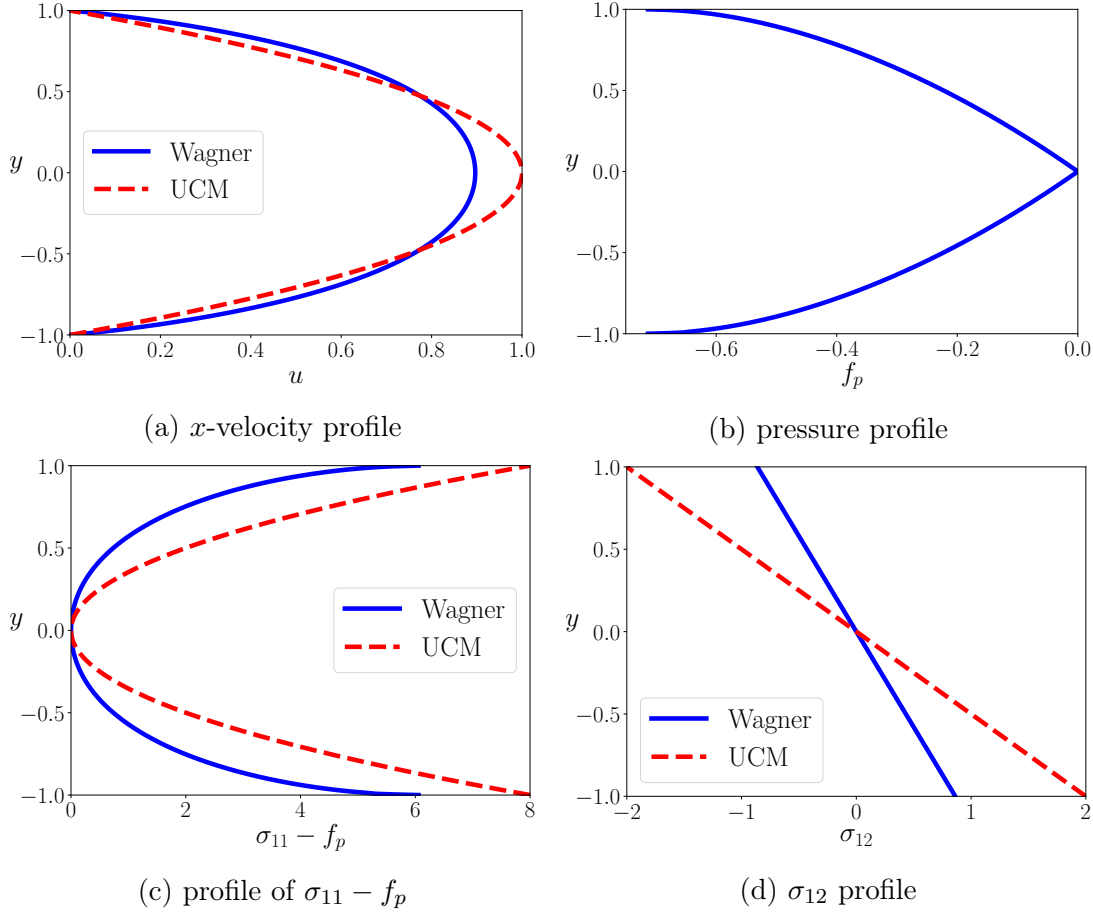 1.0
0.5
y
0.0
−0.5
−1.0
Wagner
UCM
0.0 0.2 0.4 0.6 0.8 1.0
u
(a) x-velocity profile
1.0
0.5
y
0.0
−0.5
−1.0
−0.6 −0.4 −0.2 0.0
f_p
(b) pressure profile
1.0
0.5
y
0.0
−0.5
−1.0
Wagner
UCM
0 2 4 6 8
σ₁₁ − f_p
(c) profile of σ₁₁ − f_p
1.0
0.5
y
0.0
−0.5
−1.0
Wagner
UCM
−2 −1 0 1 2
σ₁₂
(d) σ₁₂ profile